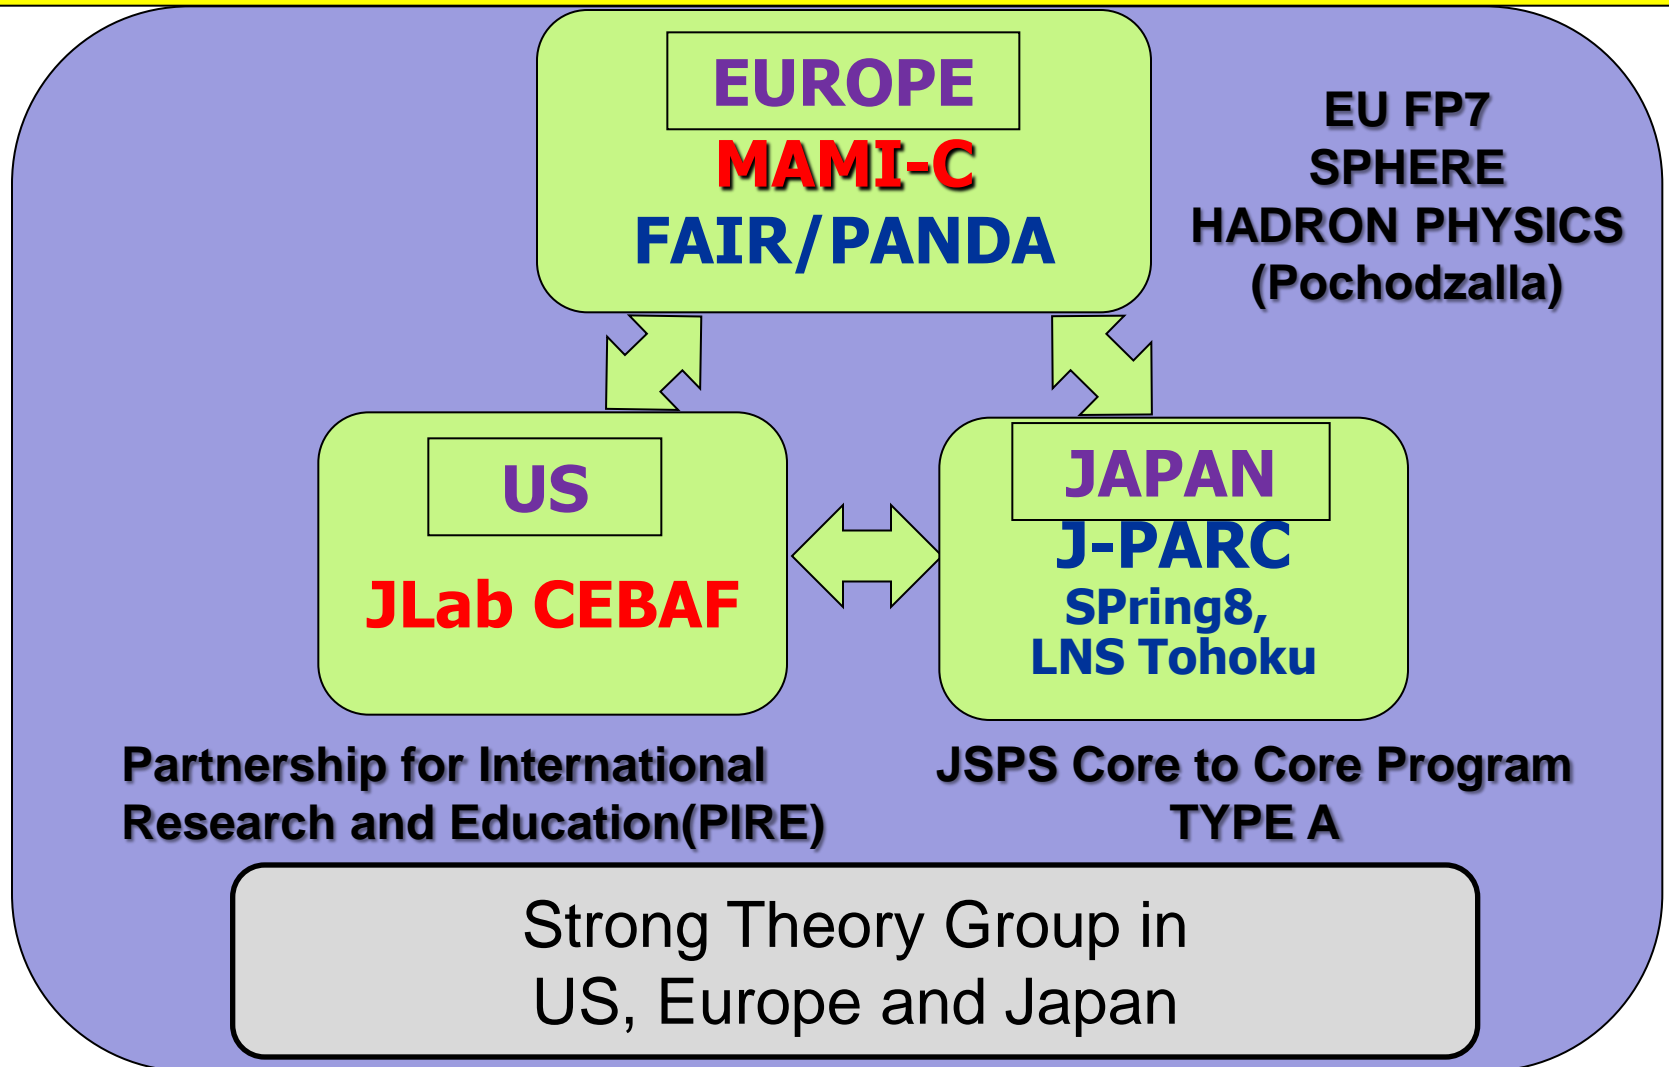 EUROPE
MAMI-C
FAIR/PANDA
EU FP7
SPHERE
HADRON PHYSICS
(Pochodzalla)
US
JLab CEBAF
JAPAN
J-PARC
SPring8,
LNS Tohoku
Partnership for International
Research and Education(PIRE)
JSPS Core to Core Program
TYPE A
Strong Theory Group in
US, Europe and Japan